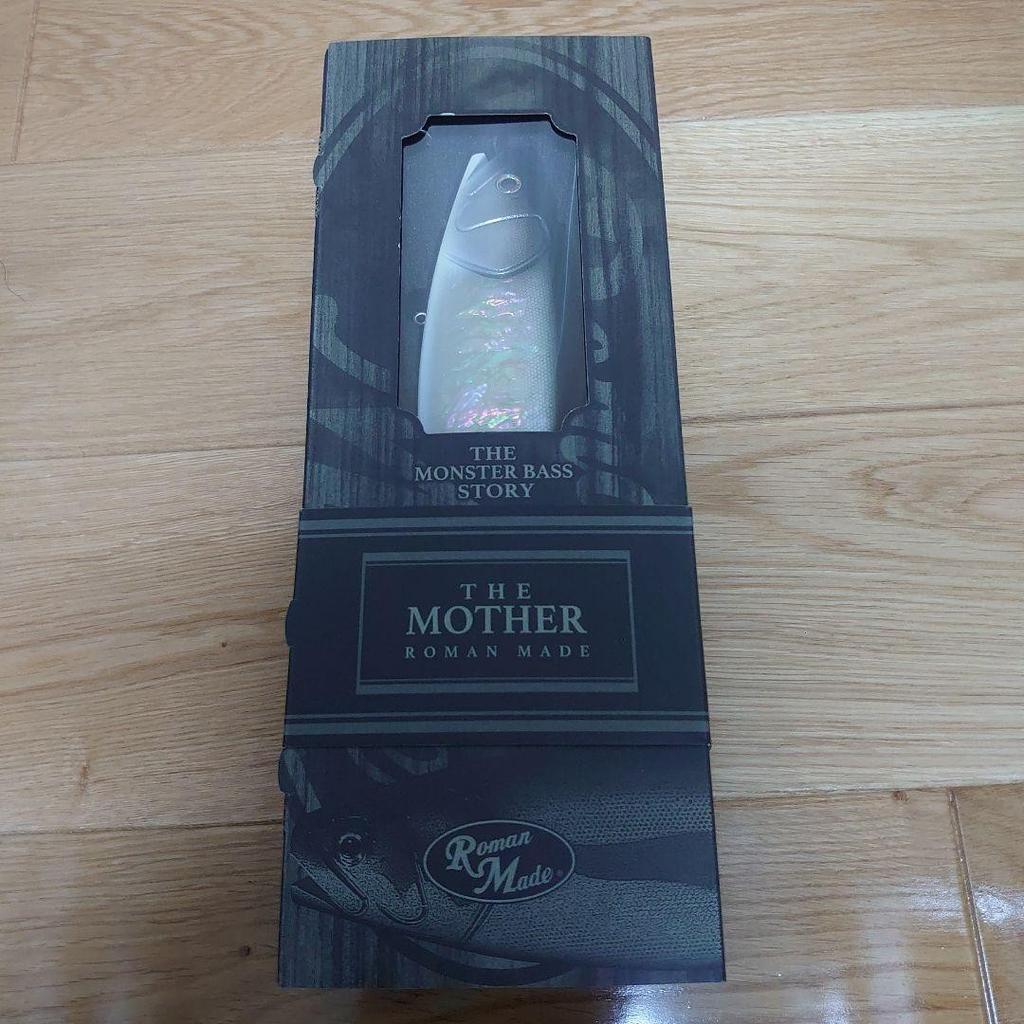 THE
MONSTER BASS
STORY
THE
MOTHER
ROMAN MADE
Roman
Made